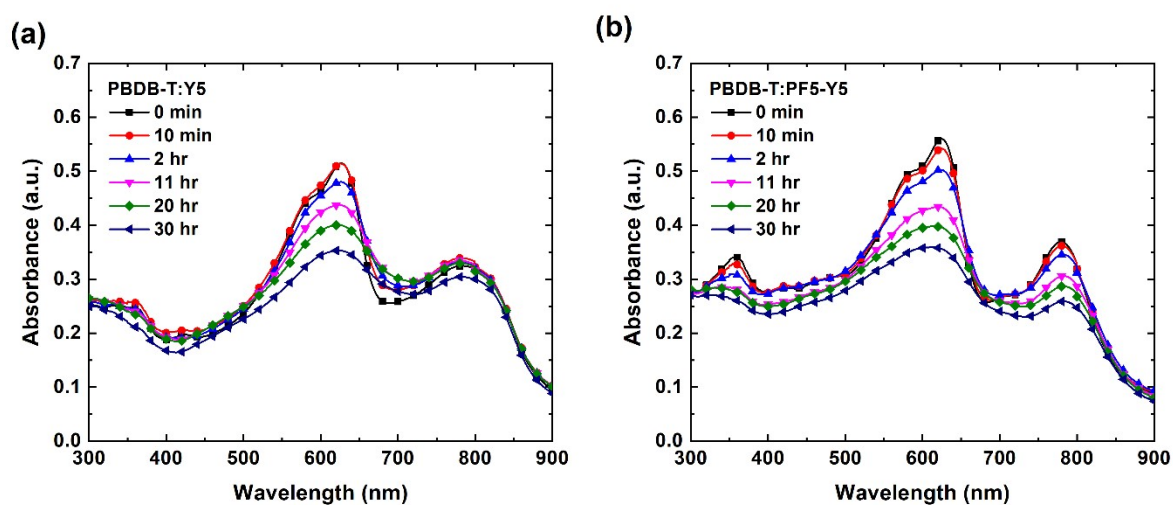 (a)
0.7
0.6
0.5
0.4
0.3
0.2
0.1
0.0
Absorbance (a.u.)
PBDB-T:Y5
0 min
10 min
2 hr
11 hr
20 hr
30 hr
300 400 500 600 700 800 900
Wavelength (nm)
(b)
0.7
0.6
0.5
0.4
0.3
0.2
0.1
0.0
Absorbance (a.u.)
PBDB-T:PF5-Y5
0 min
10 min
2 hr
11 hr
20 hr
30 hr
300 400 500 600 700 800 900
Wavelength (nm)